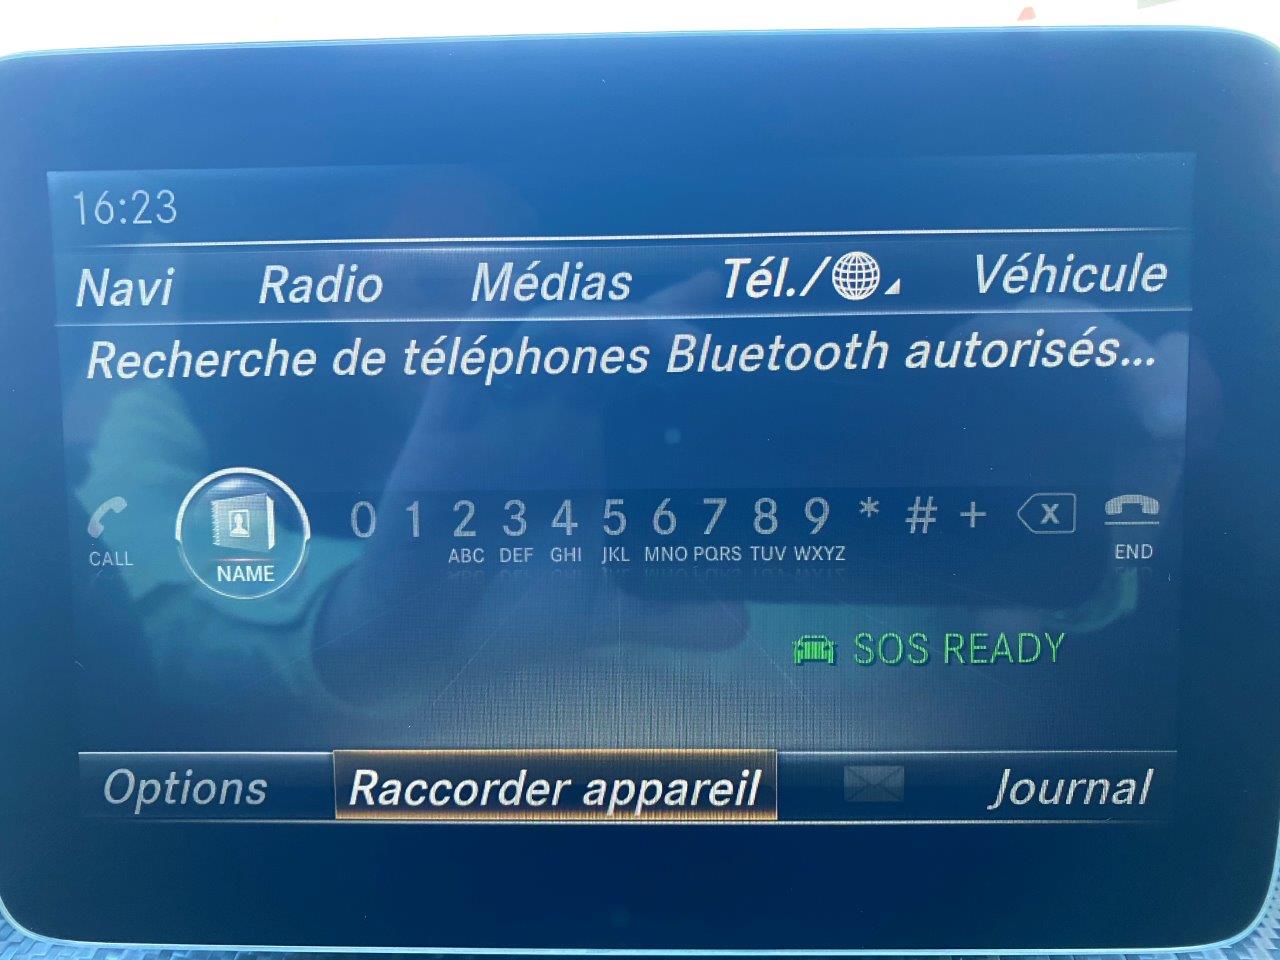 16:23
Navi Radio Médias Tél./ Véhicule
Recherche de téléphones Bluetooth autorisés...
0 1 2 3 4 5 6 7 8 9 * # + X
CALL NAME ABC DEF GHI JKL MNO PQRS TUV WXYZ END
SOS READY
Options Raccorder appareil Journal